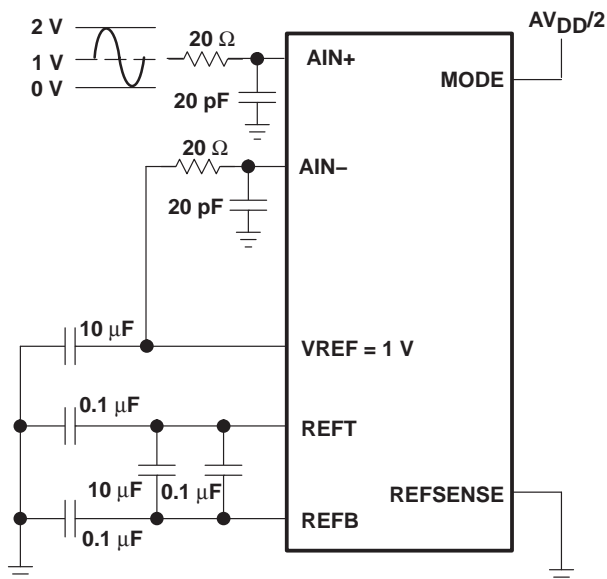 AV_DD/2
2 V
20 Ω
1 V
AIN+
0 V
20 pF
MODE
20 Ω
AIN–
20 pF
10 μF
VREF = 1 V
0.1 μF
REFT
10 μF
0.1 μF
REFSENSE
REFB
0.1 μF